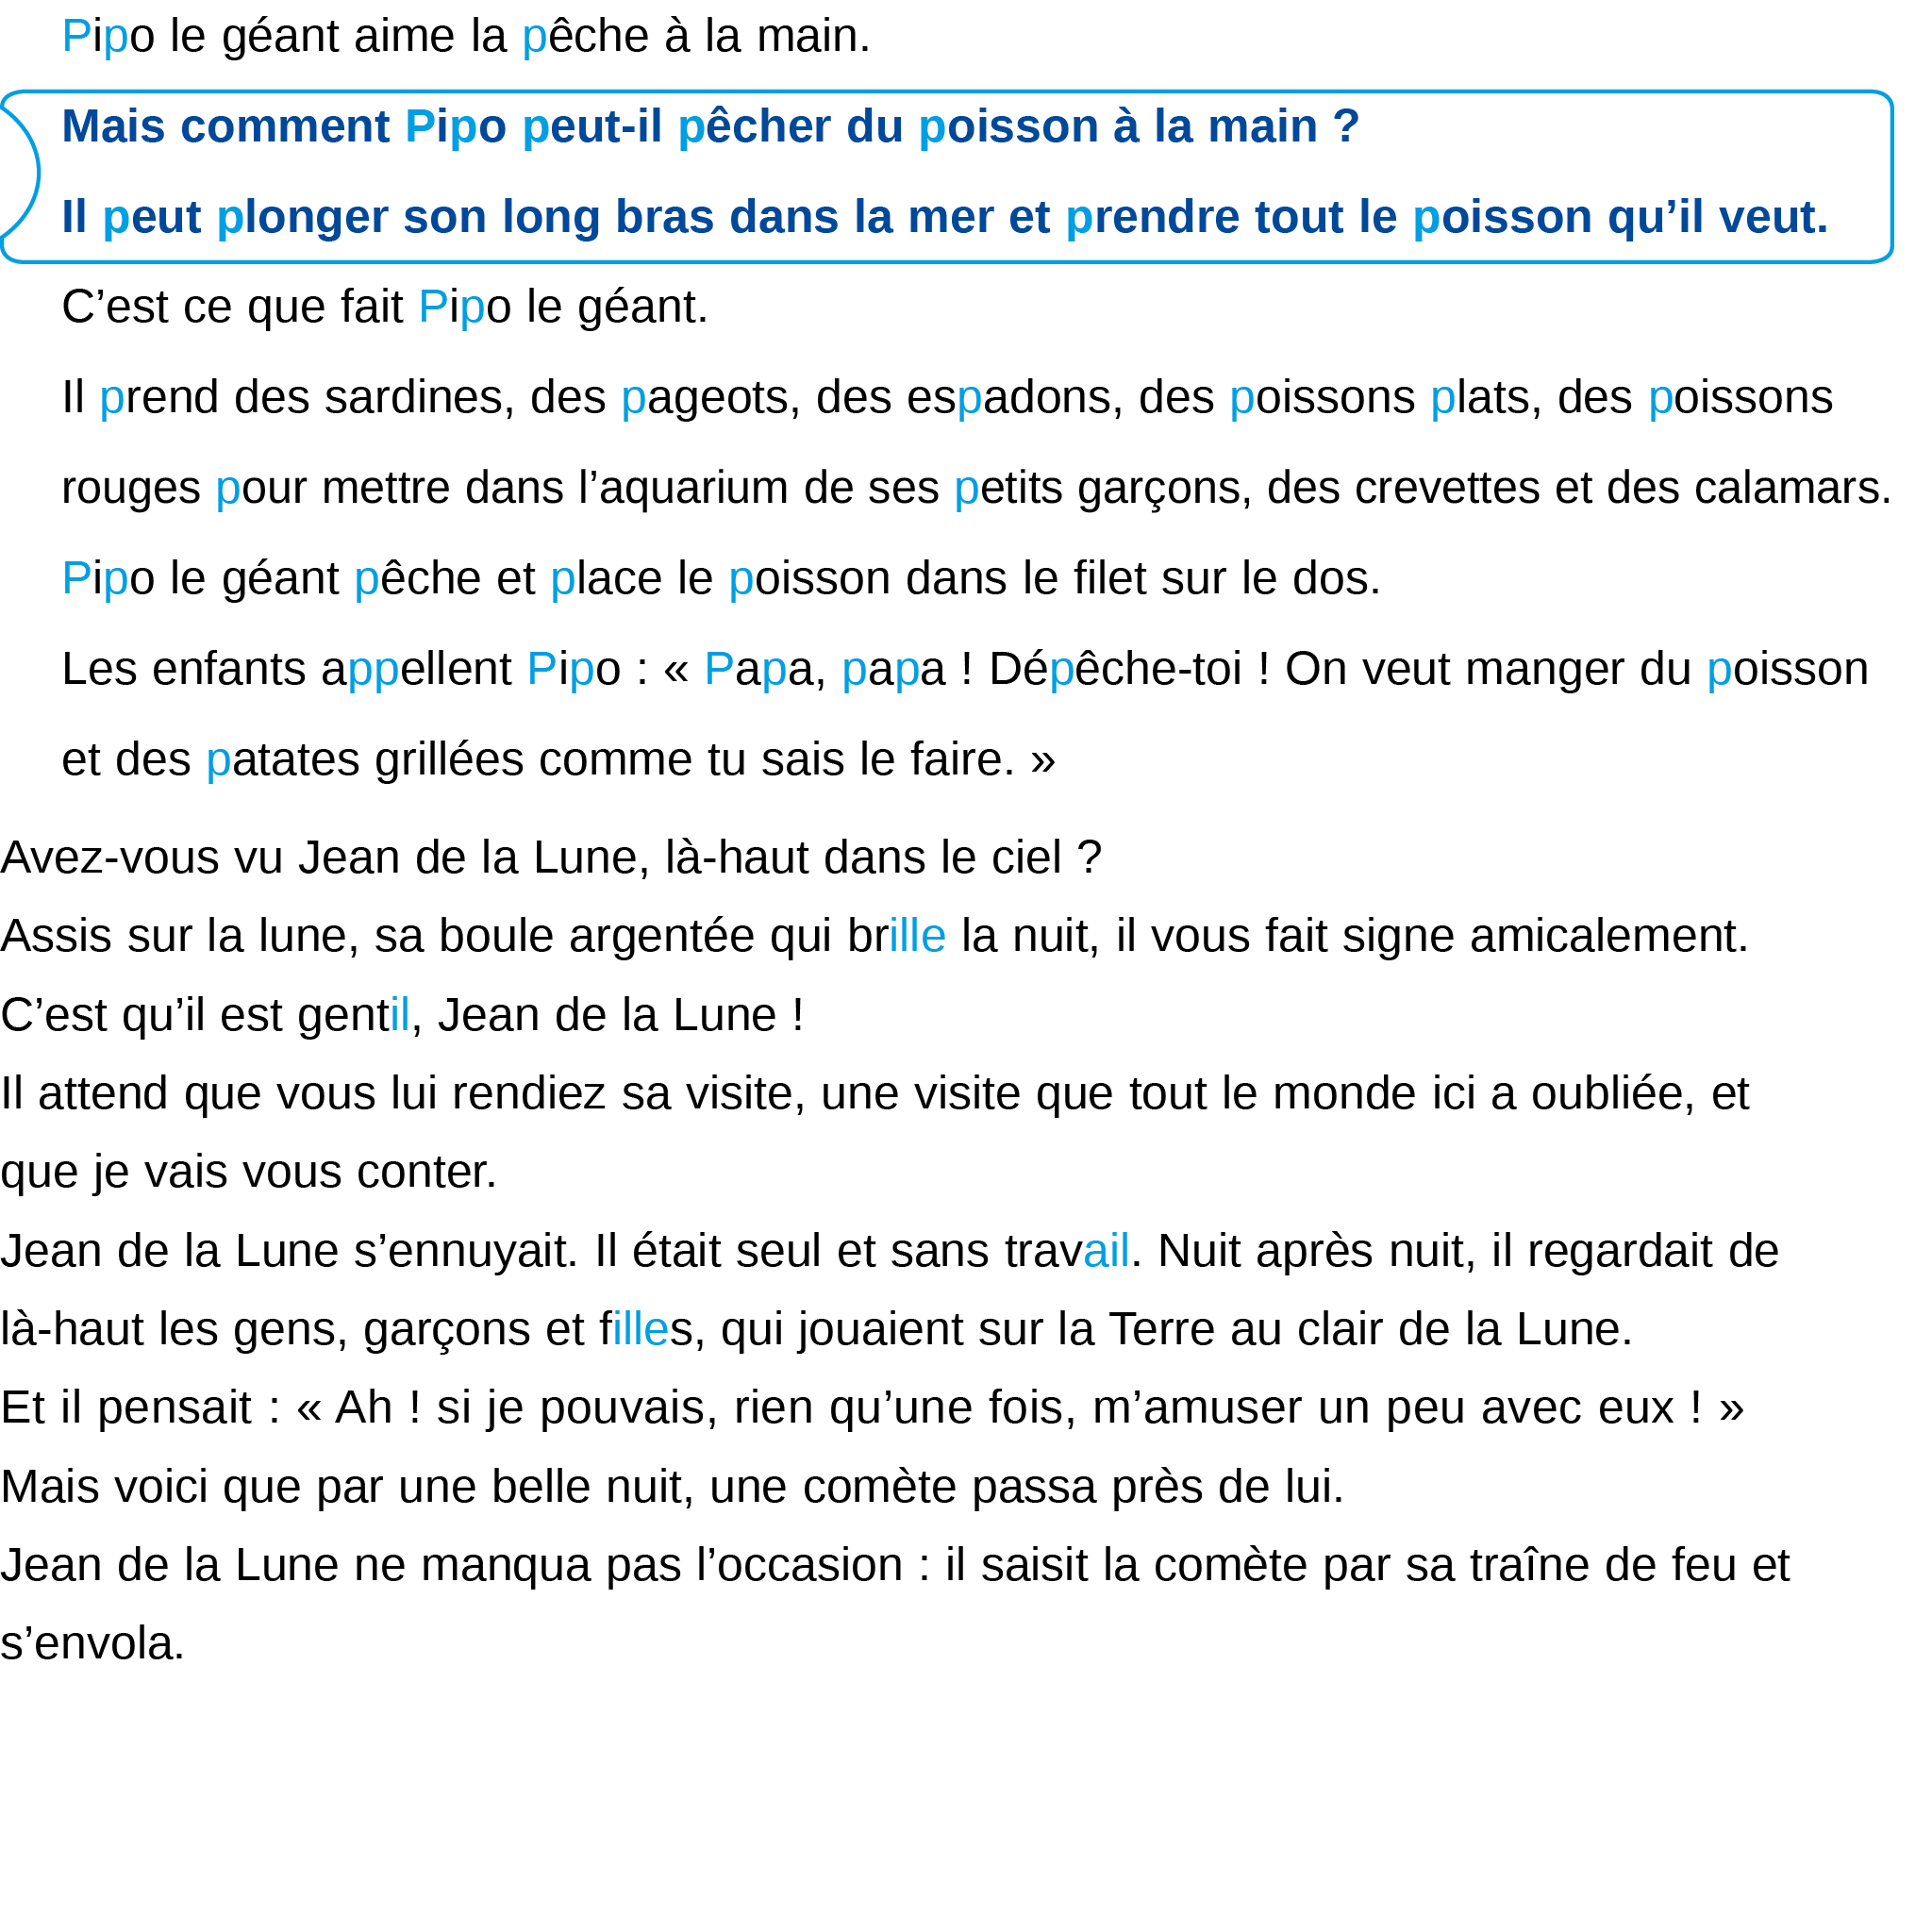 Pipo le géant aime la pêche à la main.
Mais comment Pipo peut-il pêcher du poisson à la main ?
Il peut plonger son long bras dans la mer et prendre tout le poisson qu’il veut.
C’est ce que fait Pipo le géant.
Il prend des sardines, des pageots, des espadons, des poissons plats, des poissons
rouges pour mettre dans l’aquarium de ses petits garçons, des crevettes et des calamars.
Pipo le géant pêche et place le poisson dans le filet sur le dos.
Les enfants appellent Pipo : « Papa, papa ! Dépêche-toi ! On veut manger du poisson
et des patates grillées comme tu sais le faire. »
Avez-vous vu Jean de la Lune, là-haut dans le ciel ?
Assis sur la lune, sa boule argentée qui brille la nuit, il vous fait signe amicalement.
C’est qu’il est gentil, Jean de la Lune !
Il attend que vous lui rendiez sa visite, une visite que tout le monde ici a oubliée, et
que je vais vous conter.
Jean de la Lune s’ennuyait. Il était seul et sans travail. Nuit après nuit, il regardait de
là-haut les gens, garçons et filles, qui jouaient sur la Terre au clair de la Lune.
Et il pensait : « Ah ! si je pouvais, rien qu’une fois, m’amuser un peu avec eux ! »
Mais voici que par une belle nuit, une comète passa près de lui.
Jean de la Lune ne manqua pas l’occasion : il saisit la comète par sa traîne de feu et
s’envola.